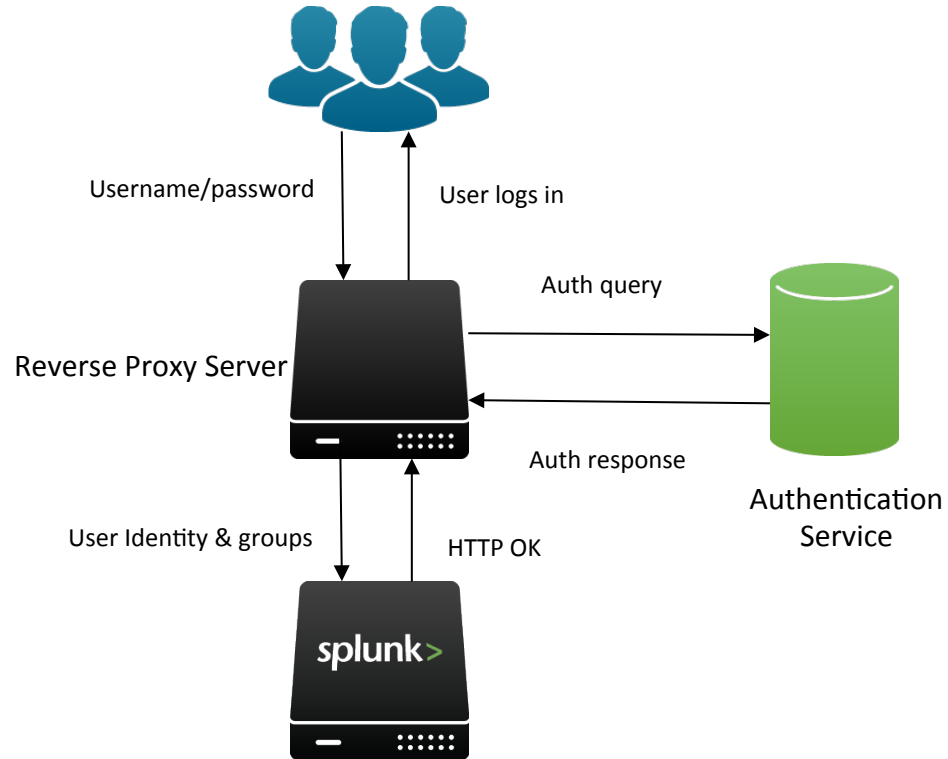 Username/password
User logs in
Auth query
Reverse Proxy Server
Auth response
Authentication
Service
User Identity & groups
HTTP OK
splunk>